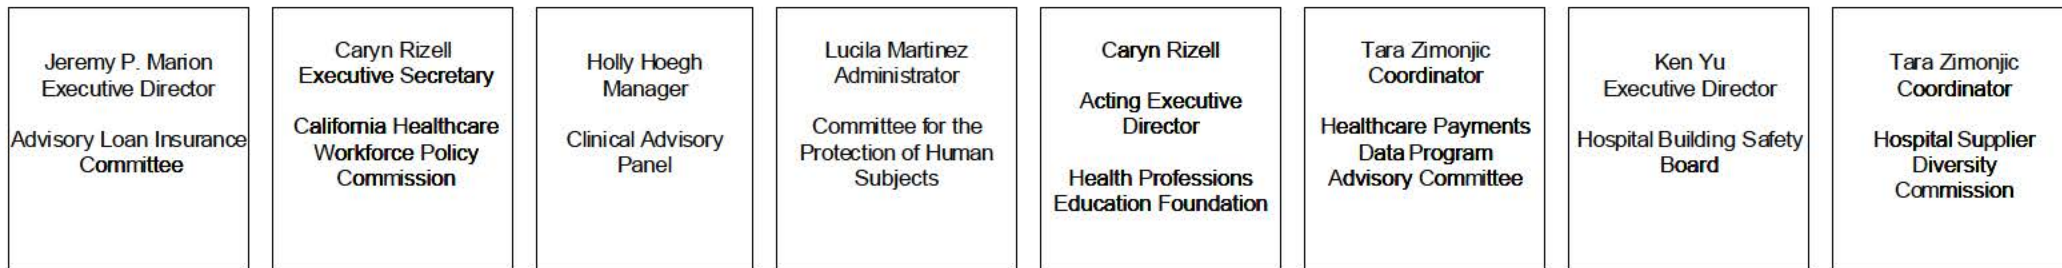 Jeremy P. Marion
Executive Director
Advisory Loan Insurance
Committee
Caryn Rizell
Executive Secretary
California Healthcare
Workforce Policy
Commission
Holly Hoegh
Manager
Clinical Advisory
Panel
Lucila Martinez
Administrator
Committee for the
Protection of Human
Subjects
Caryn Rizell
Acting Executive
Director
Health Professions
Education Foundation
Tara Zimonjic
Coordinator
Healthcare Payments
Data Program
Advisory Committee
Ken Yu
Executive Director
Hospital Building Safety
Board
Tara Zimonjic
Coordinator
Hospital Supplier
Diversity
Commission